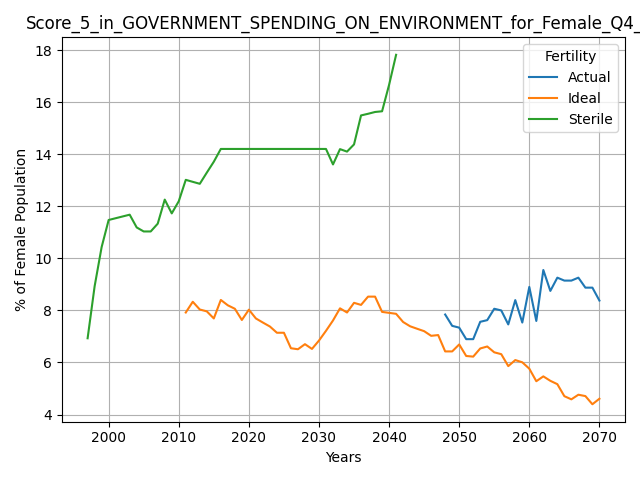 Score_5_in_GOVERNMENT_SPENDING_ON_ENVIRONMENT_for_Female_Q4_
Fertility
Actual
Ideal
Sterile
% of Female Population
18
16
14
12
10
8
6
4
2000 2010 2020 2030 2040 2050 2060 2070
Years